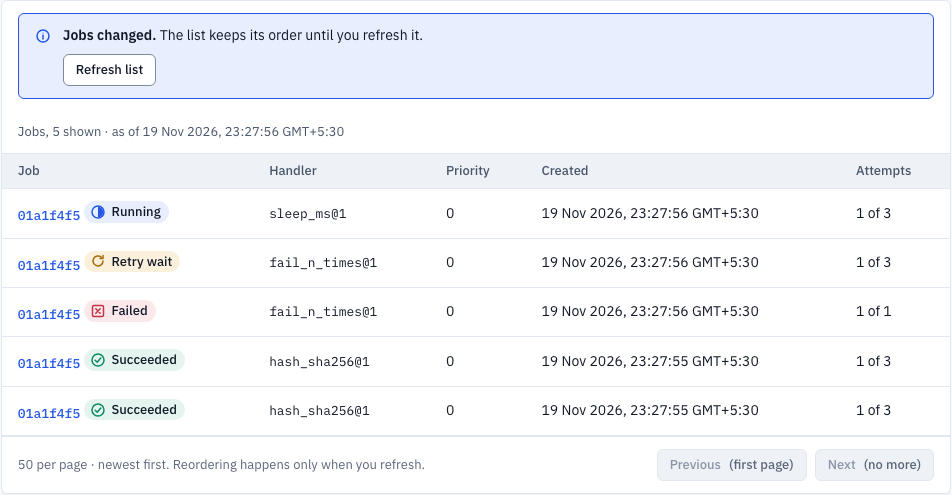 Jobs changed. The list keeps its order until you refresh it.
Refresh list
Jobs, 5 shown · as of 19 Nov 2026, 23:27:56 GMT+5:30
Job Handler Priority Created Attempts
01a1f4f5 Running sleep_ms@1 0 19 Nov 2026, 23:27:56 GMT+5:30 1 of 3
01a1f4f5 Retry wait fail_n_times@1 0 19 Nov 2026, 23:27:56 GMT+5:30 1 of 3
01a1f4f5 Failed fail_n_times@1 0 19 Nov 2026, 23:27:56 GMT+5:30 1 of 1
01a1f4f5 Succeeded hash_sha256@1 0 19 Nov 2026, 23:27:55 GMT+5:30 1 of 3
01a1f4f5 Succeeded hash_sha256@1 0 19 Nov 2026, 23:27:55 GMT+5:30 1 of 3
50 per page · newest first. Reordering happens only when you refresh. Previous (first page) Next (no more)